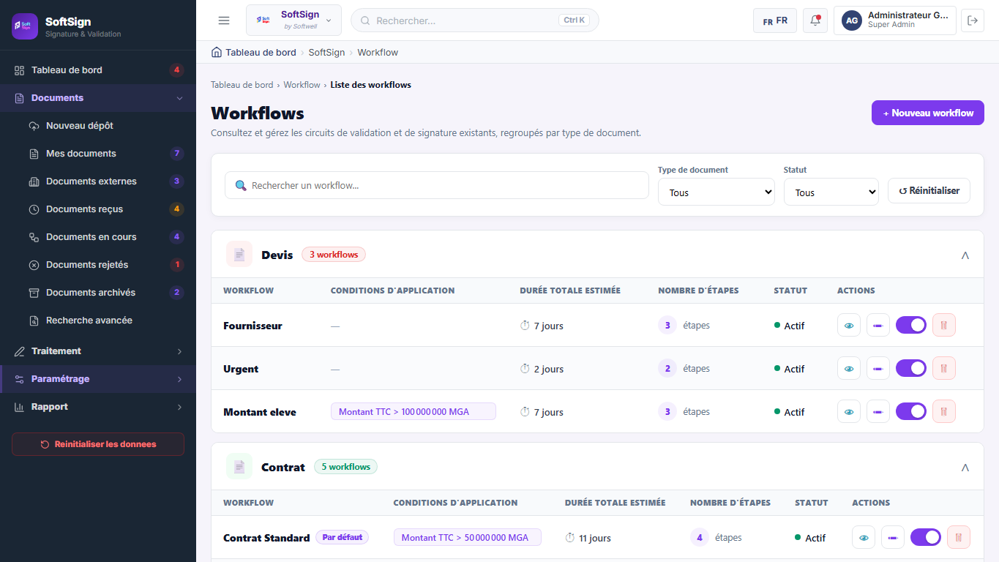 SoftSign
Signature & Validation
SoftSign
by Softwell
Rechercher...
Ctrl K
FR FR
AG
Administrateur G...
Super Admin
Tableau de bord › SoftSign › Workflow
Tableau de bord 4
Documents
Nouveau dépôt
Mes documents 7
Documents externes 3
Documents reçus 4
Documents en cours 4
Documents rejetés 1
Documents archivés 2
Recherche avancée
Traitement
Paramétrage
Rapport
Reinitialiser les donnees
Tableau de bord › Workflow › Liste des workflows
Workflows
+ Nouveau workflow
Consultez et gérez les circuits de validation et de signature existants, regroupés par type de document.
Rechercher un workflow...
Type de document
Tous
Statut
Tous
↺ Réinitialiser
Devis 3 workflows
WORKFLOW CONDITIONS D'APPLICATION DURÉE TOTALE ESTIMÉE NOMBRE D'ÉTAPES STATUT ACTIONS
Fournisseur — 7 jours 3 étapes Actif
Urgent — 2 jours 2 étapes Actif
Montant eleve Montant TTC > 100 000 000 MGA 7 jours 3 étapes Actif
Contrat 5 workflows
WORKFLOW CONDITIONS D'APPLICATION DURÉE TOTALE ESTIMÉE NOMBRE D'ÉTAPES STATUT ACTIONS
Contrat Standard Par défaut Montant TTC > 50 000 000 MGA 11 jours 4 étapes Actif